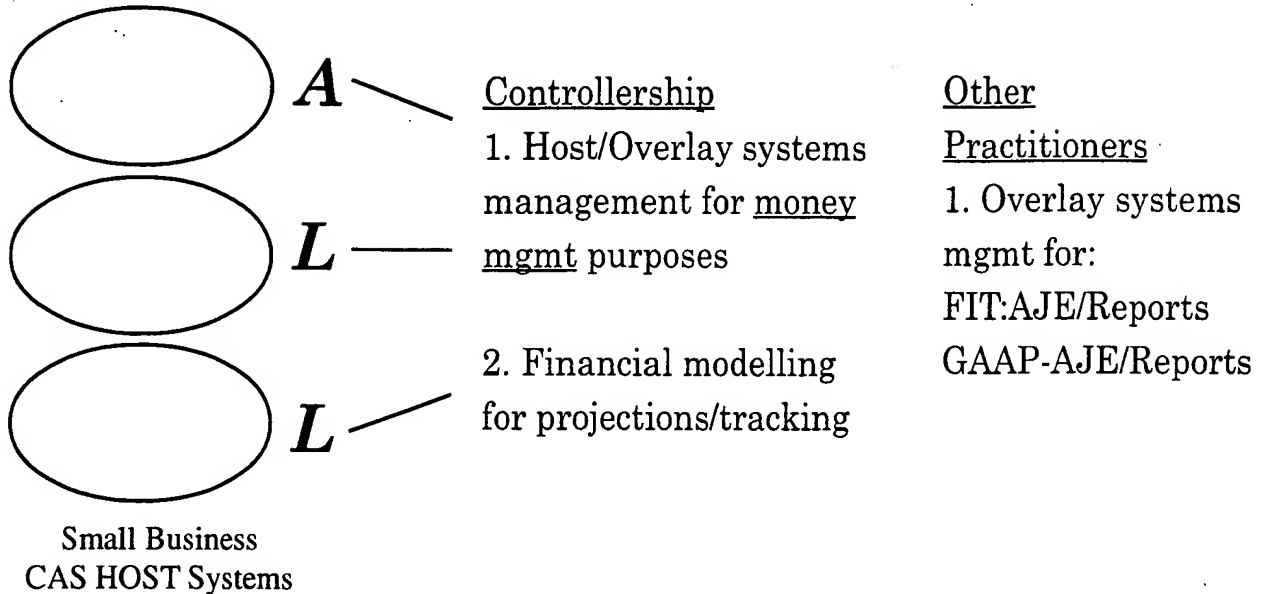 A
L
L
Small Business
CAS HOST Systems
Controllership
1. Host/Overlay systems
management for money
mgmt purposes
2. Financial modelling
for projections/tracking
Other
Practitioners
1. Overlay systems
mgmt for:
FIT:AJE/Reports
GAAP-AJE/Reports